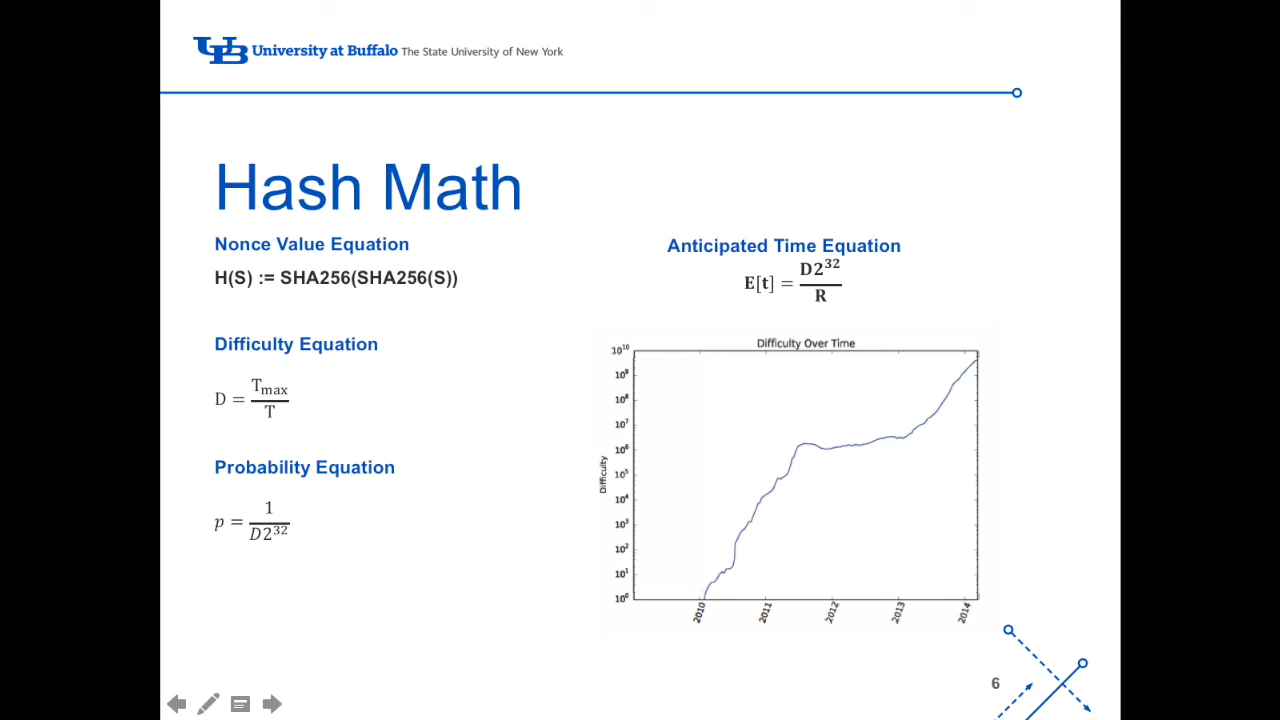 University at Buffalo The State University of New York
Hash Math
Nonce Value Equation
H(S) := SHA256(SHA256(S))
Difficulty Equation
D = T_max / T
Probability Equation
p = 1 / D2^32
Anticipated Time Equation
E[t] = D2^32 / R
Difficulty Over Time
Difficulty
10^10
10^9
10^8
10^7
10^6
10^5
10^4
10^3
10^2
10^1
10^0
2010 2011 2012 2013 2014
6